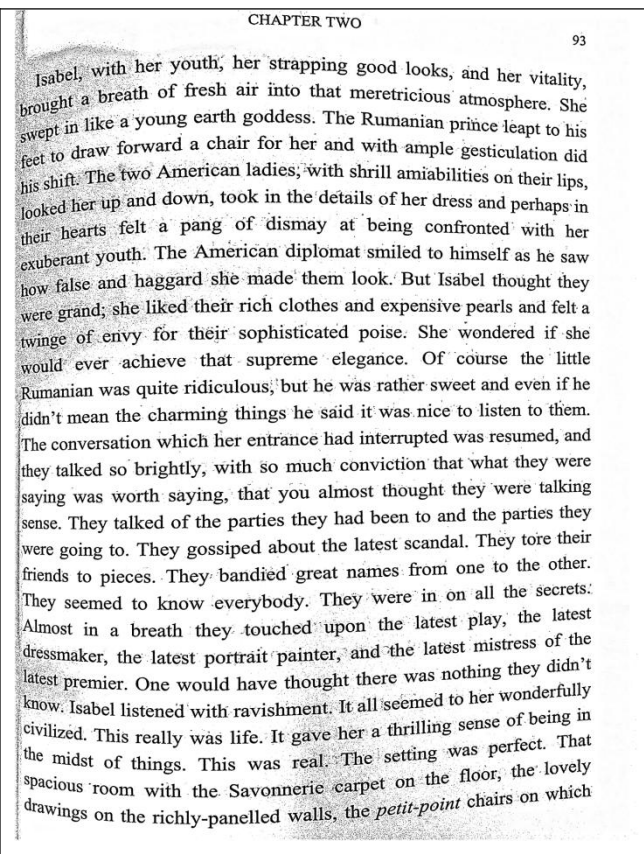 CHAPTER TWO
93
Isabel, with her youth, her strapping good looks, and her vitality,
brought a breath of fresh air into that meretricious atmosphere. She
swept in like a young earth goddess. The Rumanian prince leapt to his
feet to draw forward a chair for her and with ample gesticulation did
his shift. The two American ladies, with shrill amiabilities on their lips,
looked her up and down, took in the details of her dress and perhaps in
their hearts felt a pang of dismay at being confronted with her
exuberant youth. The American diplomat smiled to himself as he saw
how false and haggard she made them look. But Isabel thought they
were grand; she liked their rich clothes and expensive pearls and felt a
twinge of envy for their sophisticated poise. She wondered if she
would ever achieve that supreme elegance. Of course the little
Rumanian was quite ridiculous, but he was rather sweet and even if he
didn't mean the charming things he said it was nice to listen to them.
The conversation which her entrance had interrupted was resumed, and
they talked so brightly, with so much conviction that what they were
saying was worth saying, that you almost thought they were talking
sense. They talked of the parties they had been to and the parties they
were going to. They gossiped about the latest scandal. They tore their
friends to pieces. They bandied great names from one to the other.
They seemed to know everybody. They were in on all the secrets.
Almost in a breath they touched upon the latest play, the latest
dressmaker, the latest portrait painter, and the latest mistress of the
latest premier. One would have thought there was nothing they didn't
know. Isabel listened with ravishment. It all seemed to her wonderfully
civilized. This really was life. It gave her a thrilling sense of being in
the midst of things. This was real. The setting was perfect. That
spacious room with the Savonnerie carpet on the floor, the lovely
drawings on the richly-panelled walls, the petit-point chairs on which